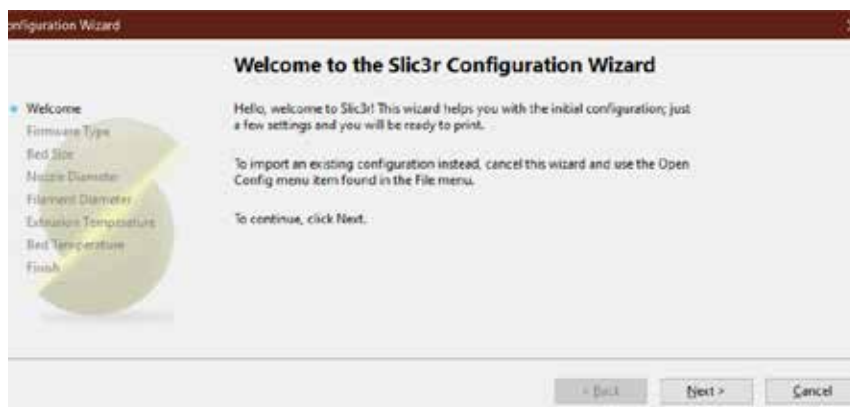 onfiguration Wizard
Welcome to the Slic3r Configuration Wizard
Welcome
Firmware Type
Bed Size
Nozzle Diameter
Filament Diameter
Extrusion Temperature
Bed Temperature
Finish
Hello, welcome to Slic3r! This wizard helps you with the initial configuration; just
a few settings and you will be ready to print.
To import an existing configuration instead, cancel this wizard and use the Open
Config menu item found in the File menu.
To continue, click Next.
< Back
Next >
Cancel